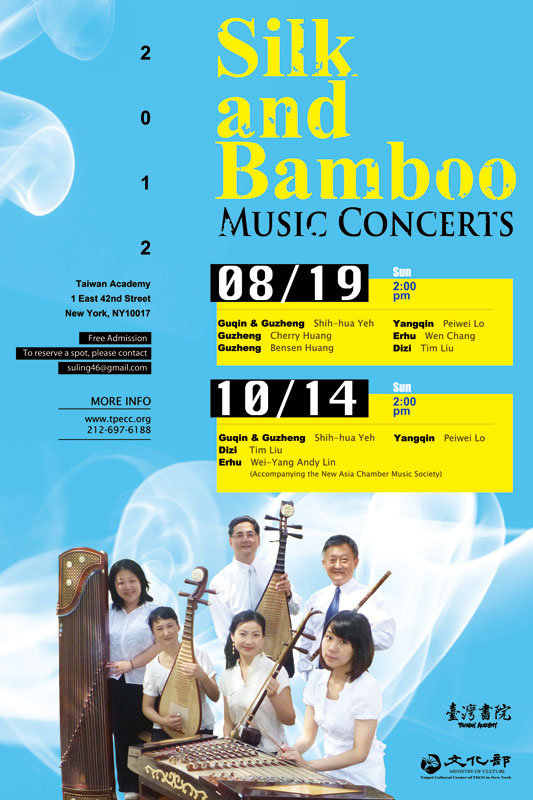 Silk
and
Bamboo
MUSIC CONCERTS
2
0
1
2
Taiwan Academy
1 East 42nd Street
New York, NY10017
Free Admission
To reserve a spot, please contact
suling46@gmail.com
MORE INFO
www.tpecc.org
212-697-6188
08/19 Sun
2:00
pm
Guqin & Guzheng Shih-hua Yeh Yangqin Peiwei Lo
Guzheng Cherry Huang Erhu Wen Chang
Guzheng Bensen Huang Dizi Tim Liu
10/14 Sun
2:00
pm
Guqin & Guzheng Shih-hua Yeh Yangqin Peiwei Lo
Dizi Tim Liu
Erhu Wei-Yang Andy Lin
(Accompanying the New Asia Chamber Music Society)
臺灣書院
TAIWAN ACADEMY
文化部
MINISTRY OF CULTURE
Taipei Cultural Center of TECO in New York